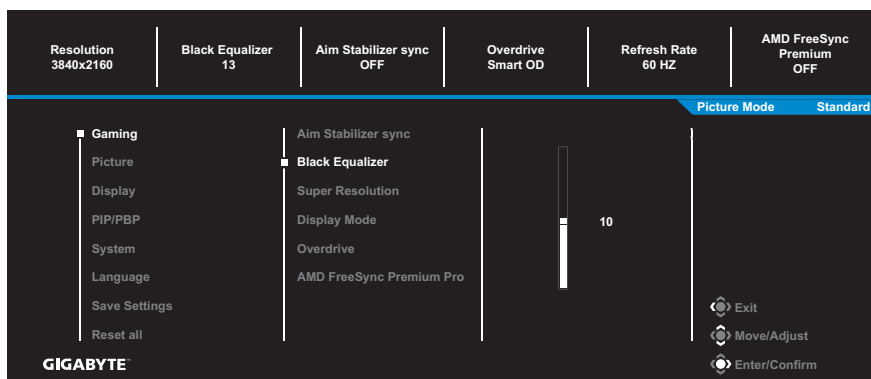 Resolution
3840x2160
Black Equalizer
13
Aim Stabilizer sync
OFF
Overdrive
Smart OD
Refresh Rate
60 HZ
AMD FreeSync
Premium
OFF
Picture Mode Standard
Gaming
Picture
Display
PIP/PBP
System
Language
Save Settings
Reset all
Aim Stabilizer sync
Black Equalizer
Super Resolution
Display Mode
Overdrive
AMD FreeSync Premium Pro
10
Exit
Move/Adjust
Enter/Confirm
GIGABYTE™